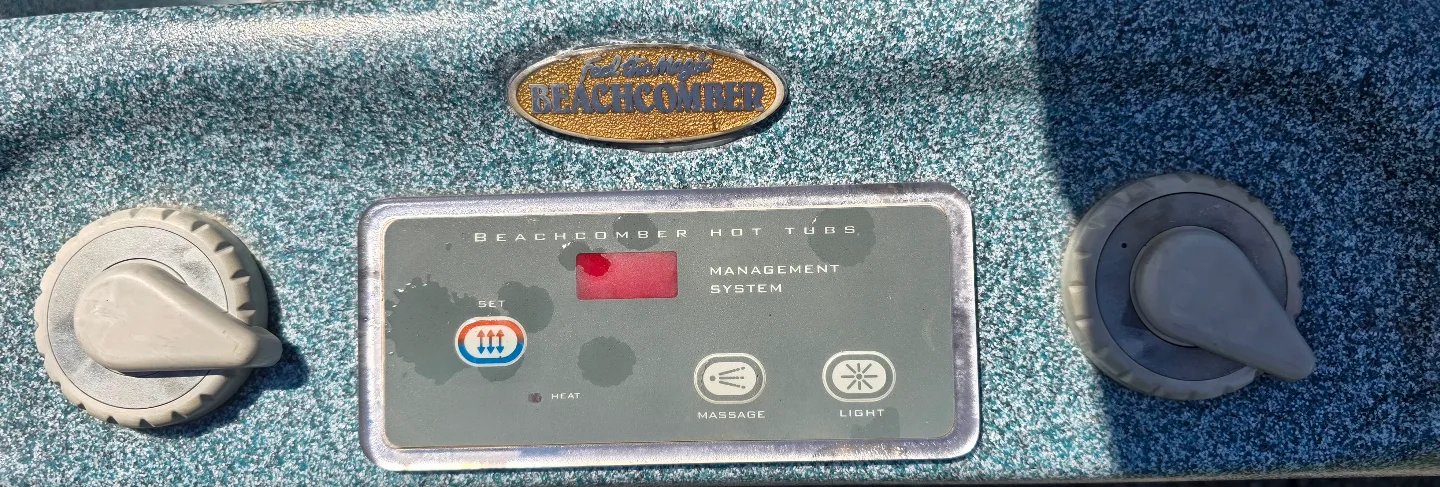 Feel the Magic
BEACHCOMBER
BEACHCOMBER HOT TUBS
MANAGEMENT
SYSTEM
SET
HEAT
MASSAGE
LIGHT